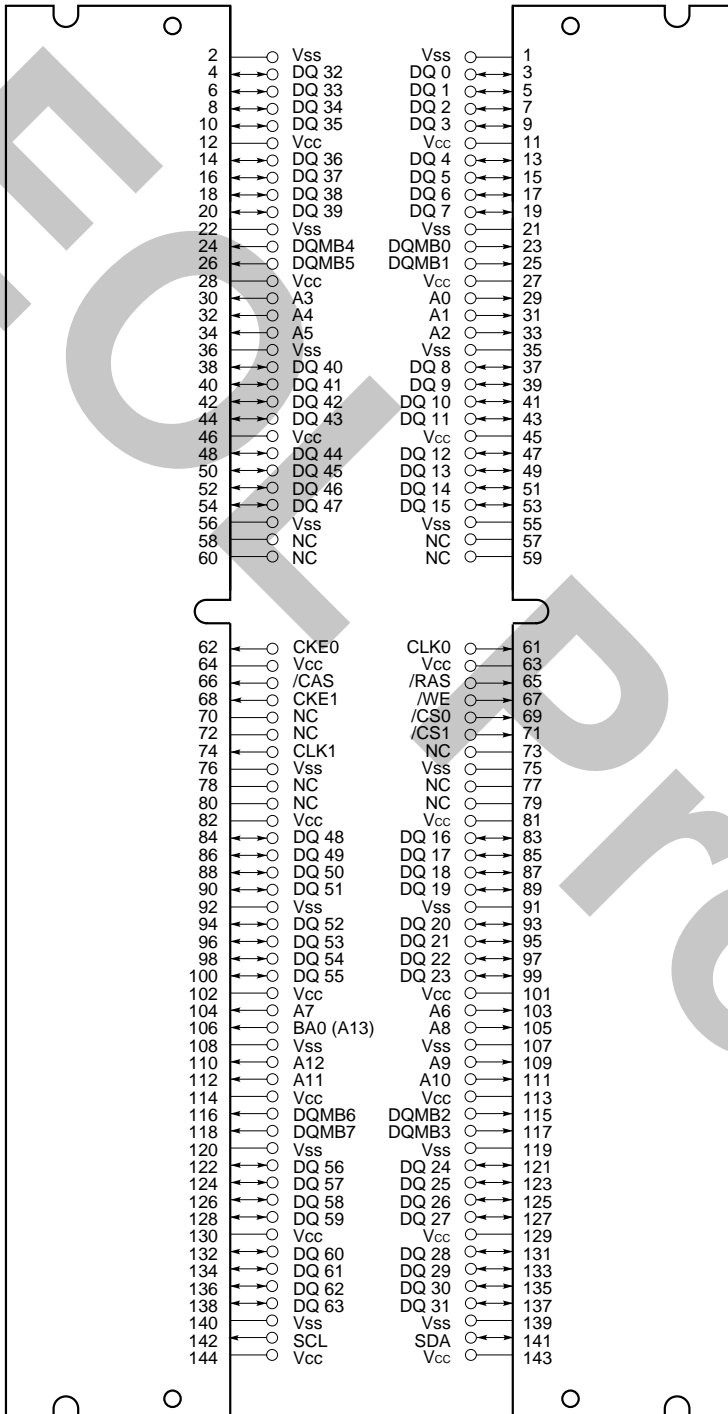 2 Vss Vss 1
4 DQ 32 DQ 0 3
6 DQ 33 DQ 1 5
8 DQ 34 DQ 2 7
10 DQ 35 DQ 3 9
12 Vcc Vcc 11
14 DQ 36 DQ 4 13
16 DQ 37 DQ 5 15
18 DQ 38 DQ 6 17
20 DQ 39 DQ 7 19
22 Vss Vss 21
24 DQMB4 DQMB0 23
26 DQMB5 DQMB1 25
28 Vcc Vcc 27
30 A3 A0 29
32 A4 A1 31
34 A5 A2 33
36 Vss Vss 35
38 DQ 40 DQ 8 37
40 DQ 41 DQ 9 39
42 DQ 42 DQ 10 41
44 DQ 43 DQ 11 43
46 Vcc Vcc 45
48 DQ 44 DQ 12 47
50 DQ 45 DQ 13 49
52 DQ 46 DQ 14 51
54 DQ 47 DQ 15 53
56 Vss Vss 55
58 NC NC 57
60 NC NC 59
62 CKE0 CLK0 61
64 Vcc Vcc 63
66 /CAS /RAS 65
68 CKE1 /WE 67
70 NC /CS0 69
72 NC /CS1 71
74 CLK1 NC 73
76 Vss Vss 75
78 NC NC 77
80 NC NC 79
82 Vcc Vcc 81
84 DQ 48 DQ 16 83
86 DQ 49 DQ 17 85
88 DQ 50 DQ 18 87
90 DQ 51 DQ 19 89
92 Vss Vss 91
94 DQ 52 DQ 20 93
96 DQ 53 DQ 21 95
98 DQ 54 DQ 22 97
100 DQ 55 DQ 23 99
102 Vcc Vcc 101
104 A7 A6 103
106 BA0 (A13) A8 105
108 Vss Vss 107
110 A12 A9 109
112 A11 A10 111
114 Vcc Vcc 113
116 DQMB6 DQMB2 115
118 DQMB7 DQMB3 117
120 Vss Vss 119
122 DQ 56 DQ 24 121
124 DQ 57 DQ 25 123
126 DQ 58 DQ 26 125
128 DQ 59 DQ 27 127
130 Vcc Vcc 129
132 DQ 60 DQ 28 131
134 DQ 61 DQ 29 133
136 DQ 62 DQ 30 135
138 DQ 63 DQ 31 137
140 Vss Vss 139
142 SCL SDA 141
144 Vcc Vcc 143
EOL Pr